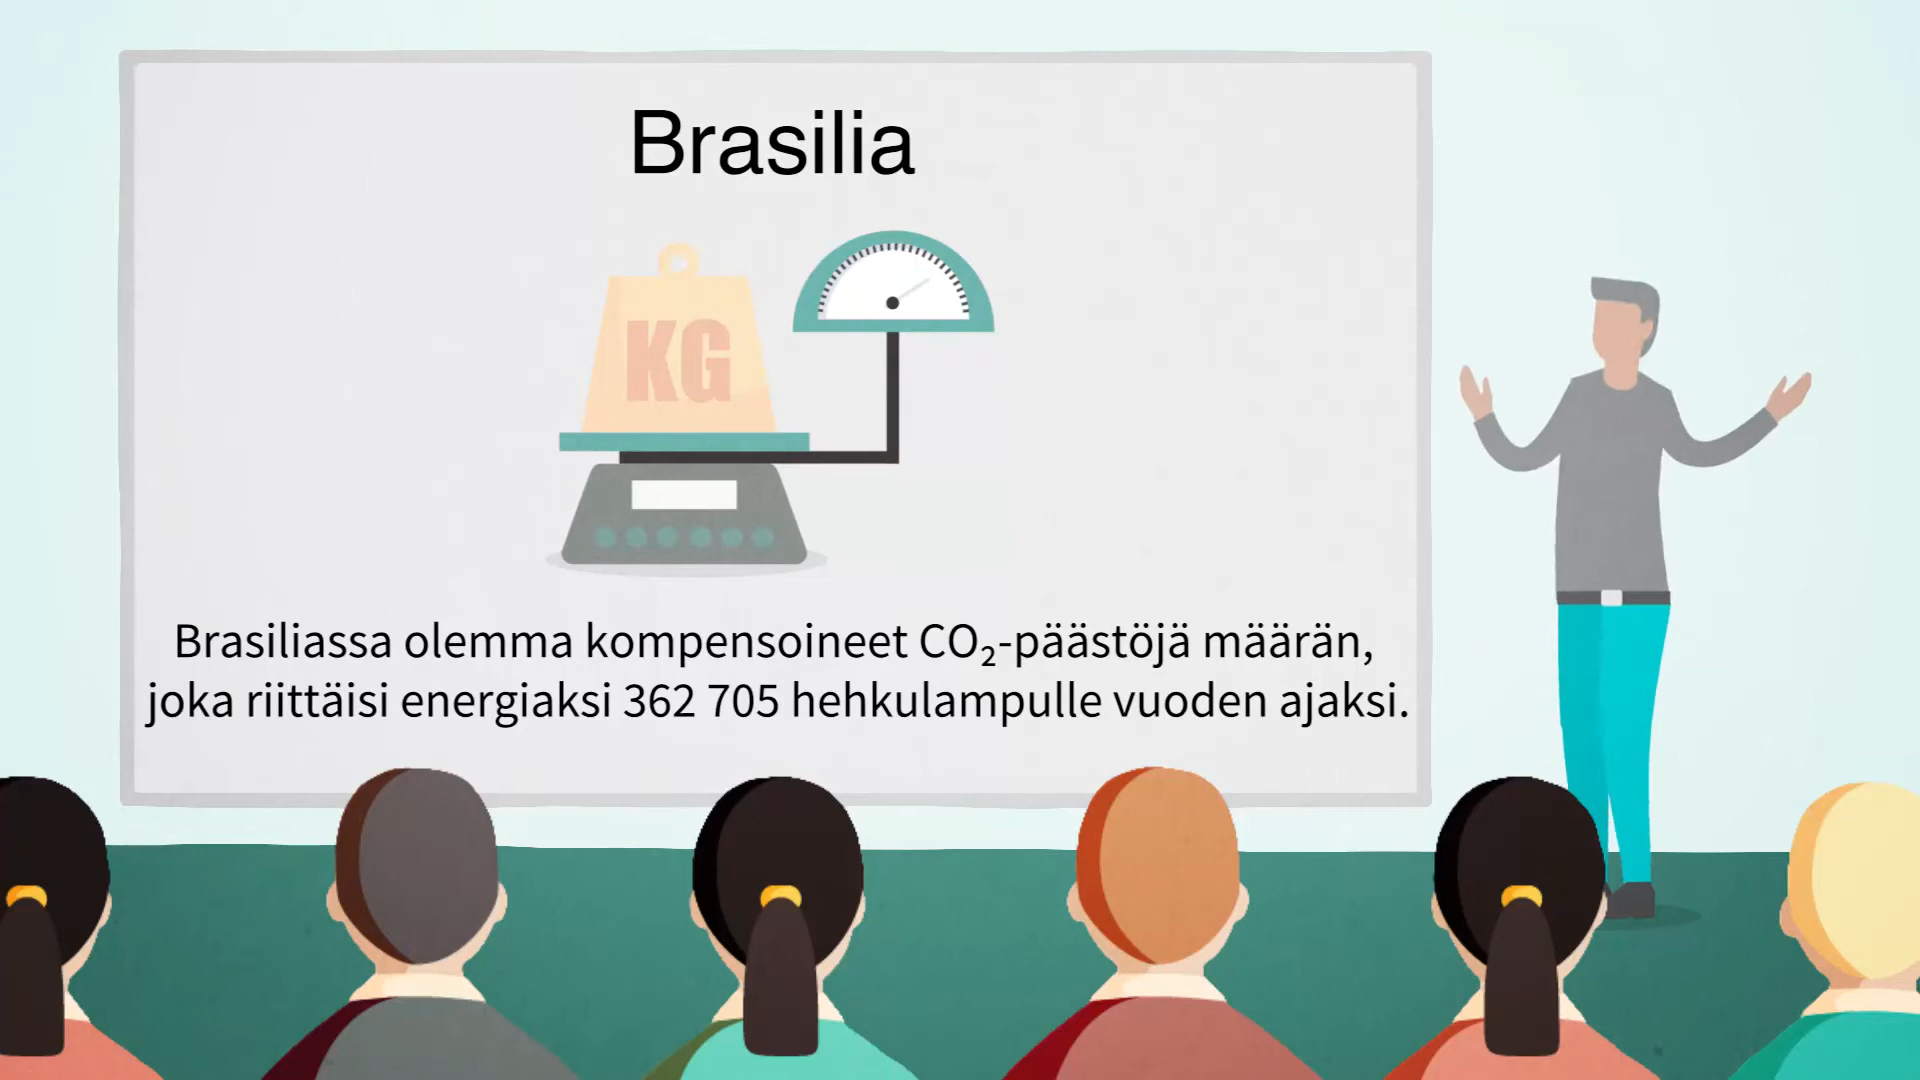 Brasilia
KG
Brasiliassa olemma kompensoineet CO₂-päästöjä määrän,
joka riittäisi energiaksi 362 705 hehkulampulle vuoden ajaksi.